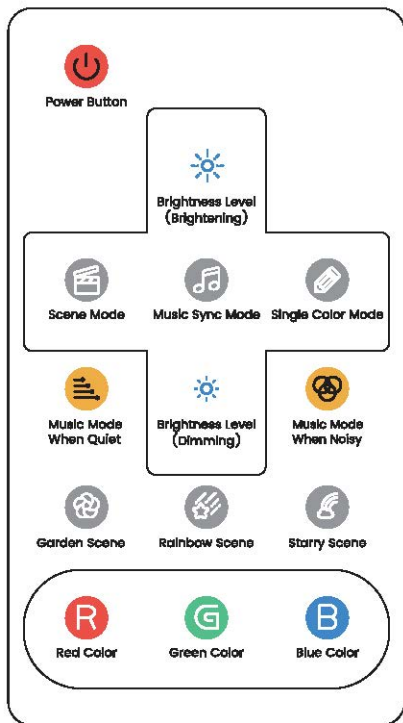 Power Button
Brightness Level
(Brightening)
Scene Mode
Music Sync Mode
Single Color Mode
Music Mode
When Quiet
Brightness Level
(Dimming)
Music Mode
When Noisy
Garden Scene
Rainbow Scene
Starry Scene
R
G
B
Red Color
Green Color
Blue Color